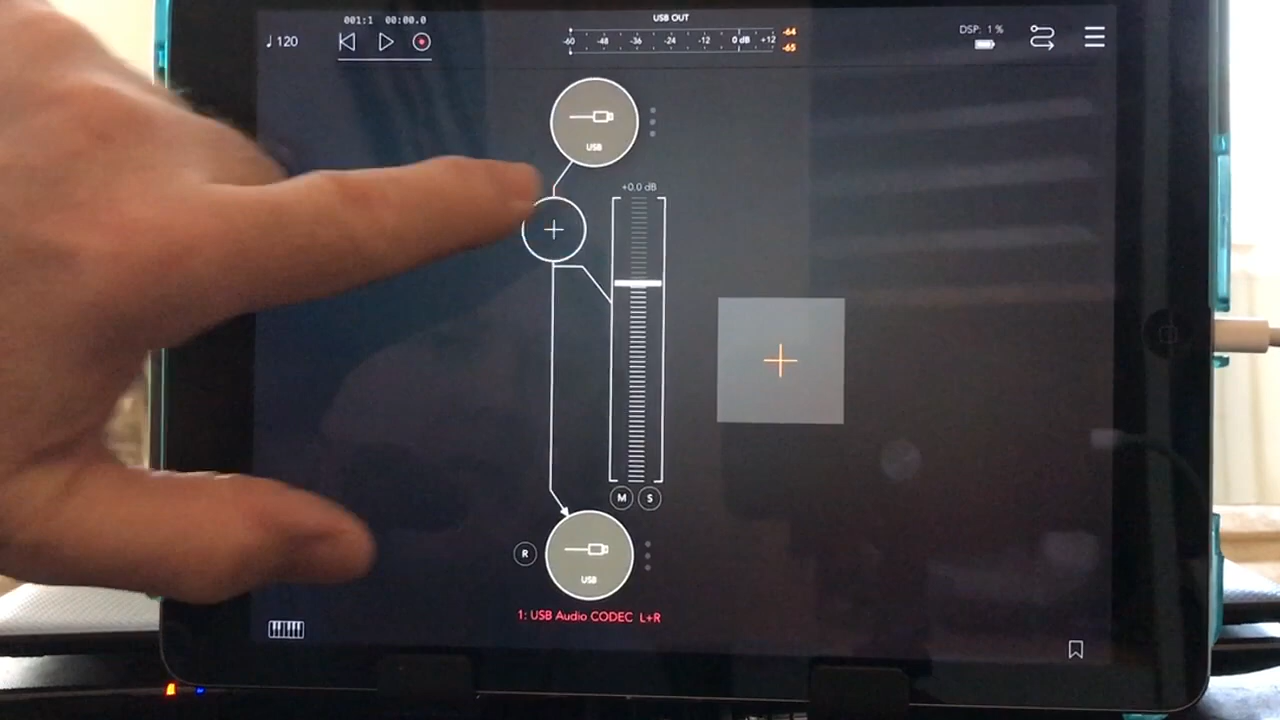 001:1 00:00.0
USB OUT
♩ 120
-60 -48 -36 -24 -12 0 dB +12
-64
-65
DSP: 1 %
USB
+0.0 dB
M S
R
USB
1: USB Audio CODEC L+R